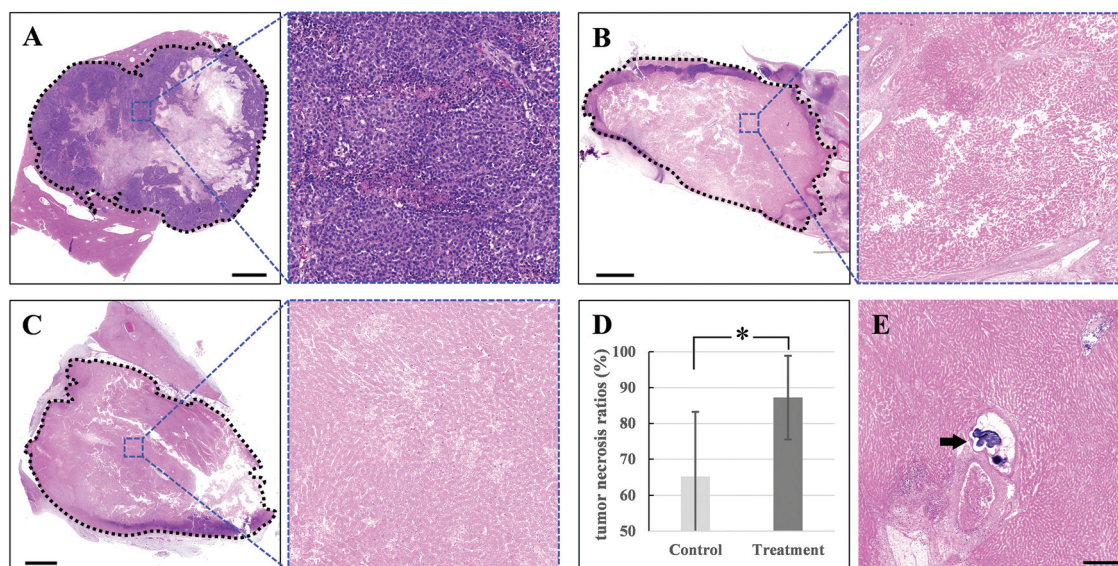 A
B
C
D
*
tumor necrosis ratios (%)
100
90
80
70
60
50
Control
Treatment
E